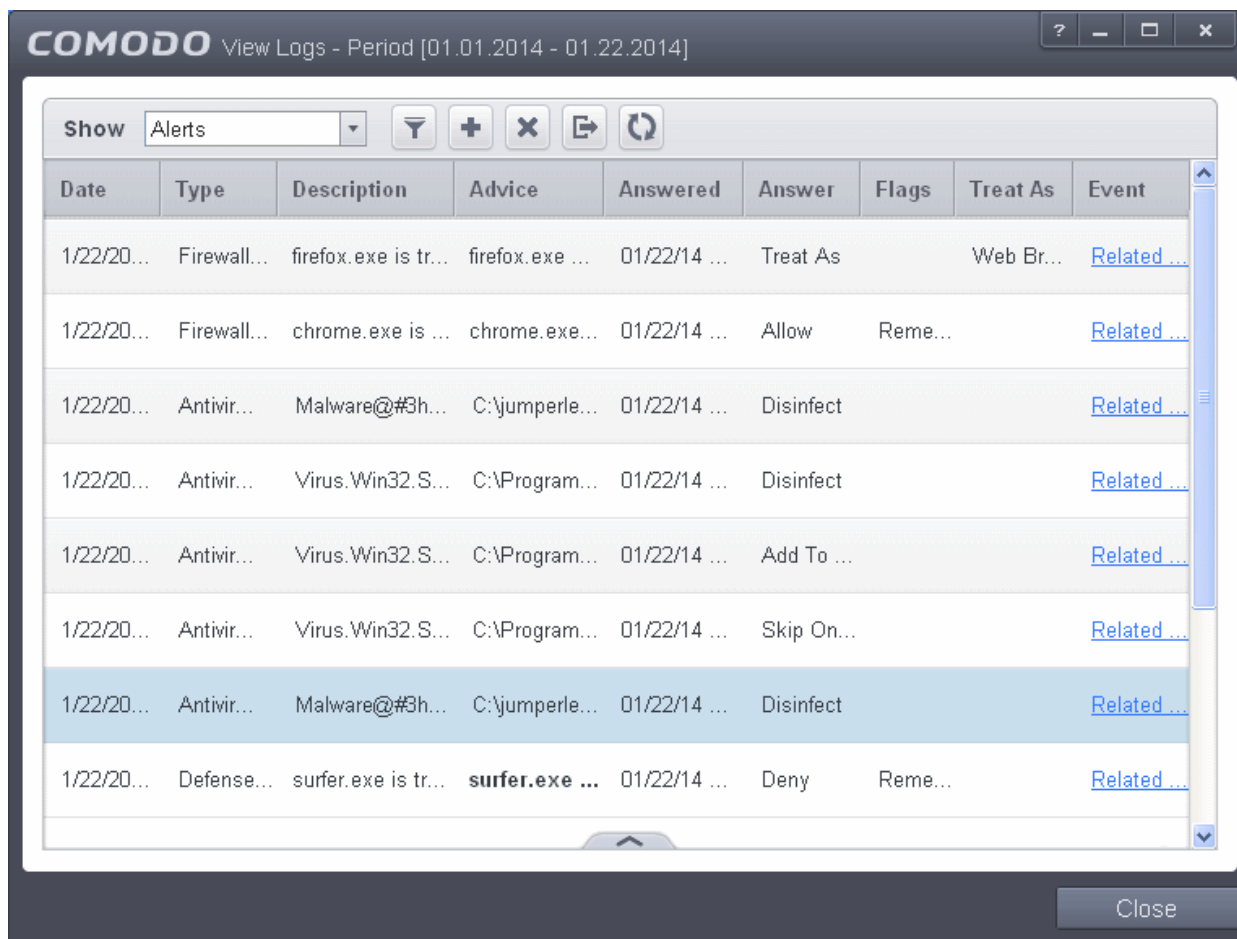 COMODO View Logs - Period [01.01.2014 - 01.22.2014]
Show Alerts
Date Type Description Advice Answered Answer Flags Treat As Event
1/22/20... Firewall... firefox.exe is tr... firefox.exe ... 01/22/14 ... Treat As Web Br... Related ...
1/22/20... Firewall... chrome.exe is ... chrome.exe... 01/22/14 ... Allow Reme... Related ...
1/22/20... Antivir... Malware@#3h... C:\jumperle... 01/22/14 ... Disinfect Related ...
1/22/20... Antivir... Virus.Win32.S... C:\Program... 01/22/14 ... Disinfect Related ...
1/22/20... Antivir... Virus.Win32.S... C:\Program... 01/22/14 ... Add To ... Related ...
1/22/20... Antivir... Virus.Win32.S... C:\Program... 01/22/14 ... Skip On... Related ...
1/22/20... Antivir... Malware@#3h... C:\jumperle... 01/22/14 ... Disinfect Related ...
1/22/20... Defense... surfer.exe is tr... surfer.exe ... 01/22/14 ... Deny Reme... Related ...
Close